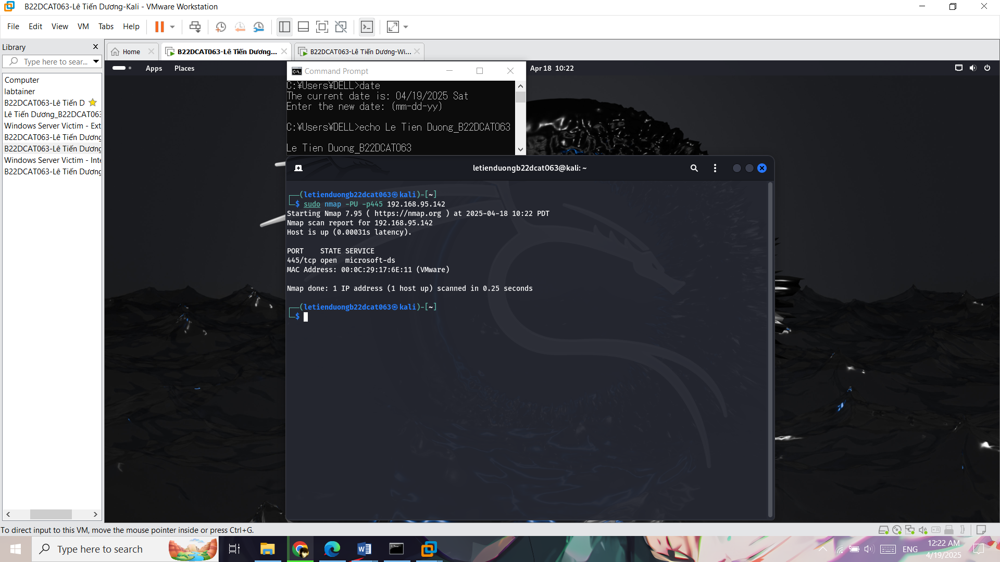 B22DCAT063-Lê Tiến Dương-Kali - VMware Workstation
File Edit View VM Tabs Help
Library
Type here to sear...
Home
B22DCAT063-Lê Tiến Dương...
B22DCAT063-Lê Tiến Dương-Wi...
Computer
labtainer
B22DCAT063-Lê Tiến D
Lê Tiến Dương_B22DCAT063
Windows Server Victim - Ext
B22DCAT063-Lê Tiến Dương
B22DCAT063-Lê Tiến Dương
Windows Server Victim - Inte
B22DCAT063-Lê Tiến Dương
Apps Places
Apr 18 10:22
Command Prompt
C:¥Users¥DELL>date
The current date is: 04/19/2025 Sat
Enter the new date: (mm-dd-yy)
C:¥Users¥DELL>echo Le Tien Duong_B22DCAT063
Le Tien Duong_B22DCAT063
letienduongb22dcat063@kali: ~
┌──(letienduongb22dcat063㉿kali)-[~]
└─$ sudo nmap -PU -p445 192.168.95.142
Starting Nmap 7.95 ( https://nmap.org ) at 2025-04-18 10:22 PDT
Nmap scan report for 192.168.95.142
Host is up (0.00031s latency).
PORT    STATE SERVICE
445/tcp open  microsoft-ds
MAC Address: 00:0C:29:17:6E:11 (VMware)
Nmap done: 1 IP address (1 host up) scanned in 0.25 seconds
┌──(letienduongb22dcat063㉿kali)-[~]
└─$
To direct input to this VM, move the mouse pointer inside or press Ctrl+G.
Type here to search
ENG
12:22 AM
4/19/2025